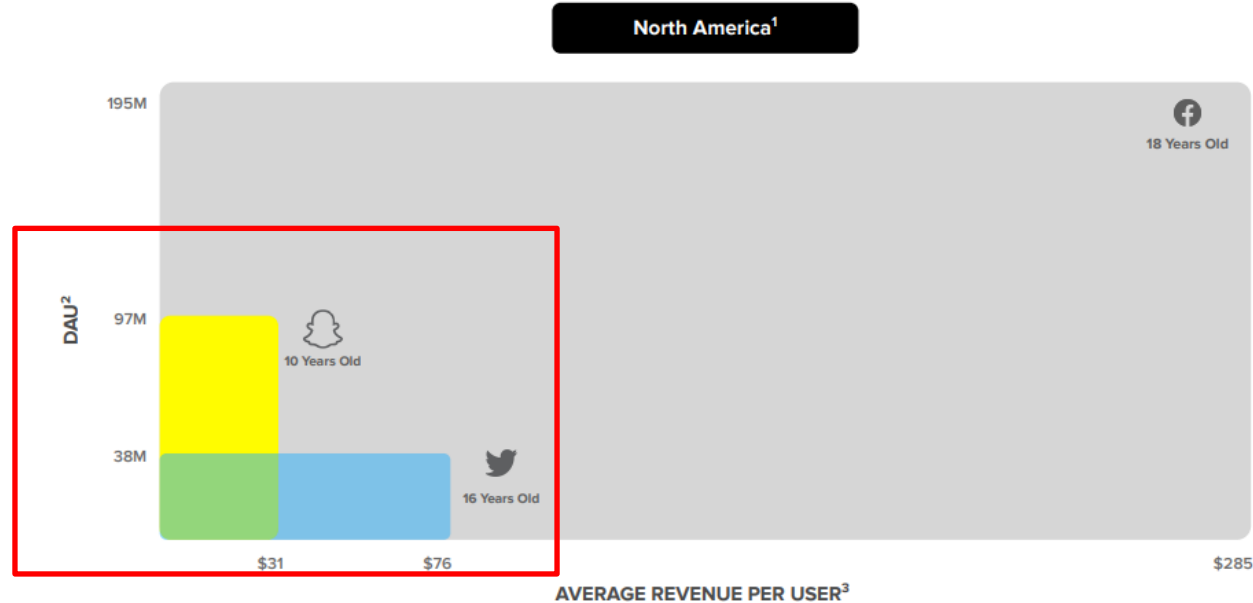 North America¹
195M
18 Years Old
DAU²
97M
10 Years Old
38M
16 Years Old
$31 $76 $285
AVERAGE REVENUE PER USER³